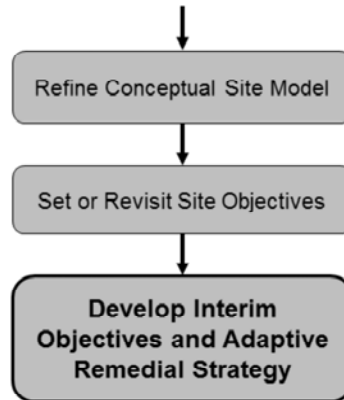 Refine Conceptual Site Model
Set or Revisit Site Objectives
Develop Interim
Objectives and Adaptive
Remedial Strategy